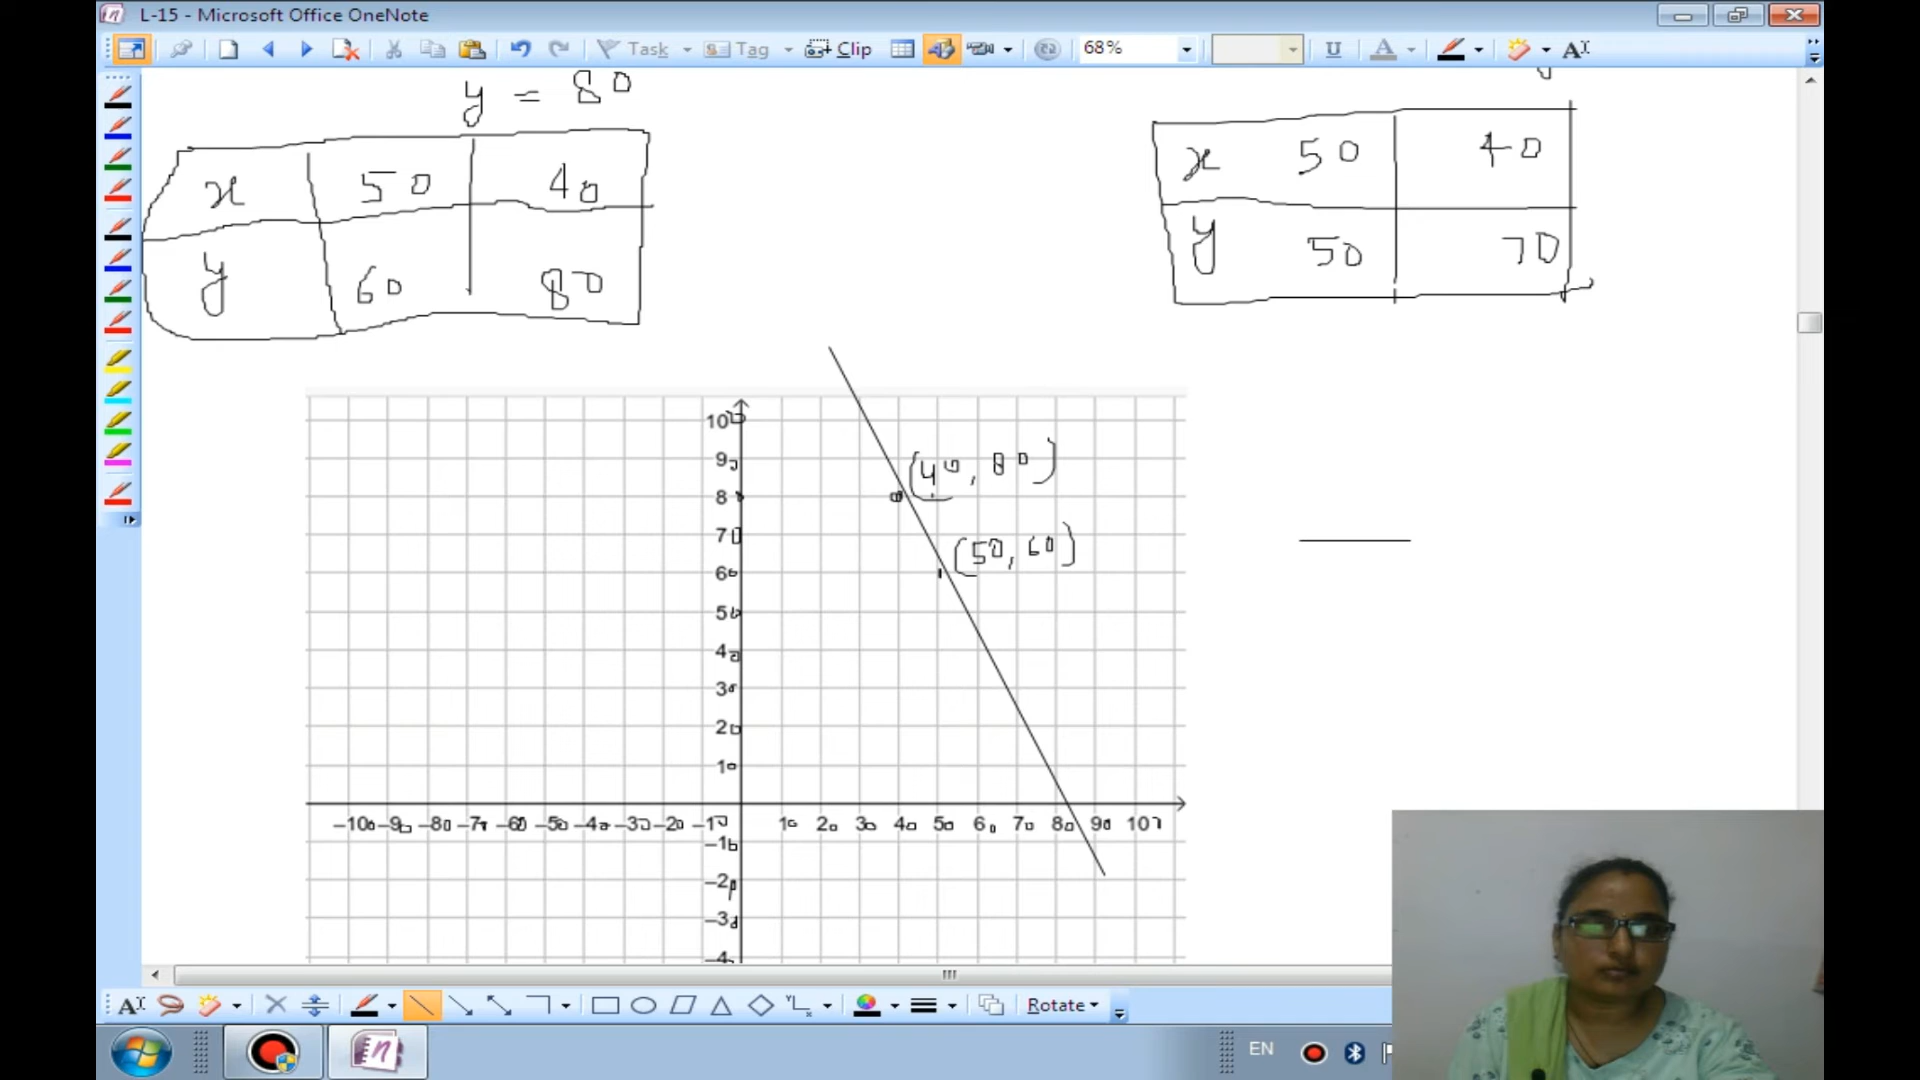 L-15 - Microsoft Office OneNote
Task Tag Clip 68% U A A
y = 80
x 50 40
y 60 80
x 50 40
y 50 70
100
90
80
70
60
50
40
30
20
10
(40, 80)
(50, 60)
-100 -90 -80 -70 -60 -50 -40 -30 -20 -10 10 20 30 40 50 60 70 80 90 100
-10
-20
-30
-4
A Rotate
EN